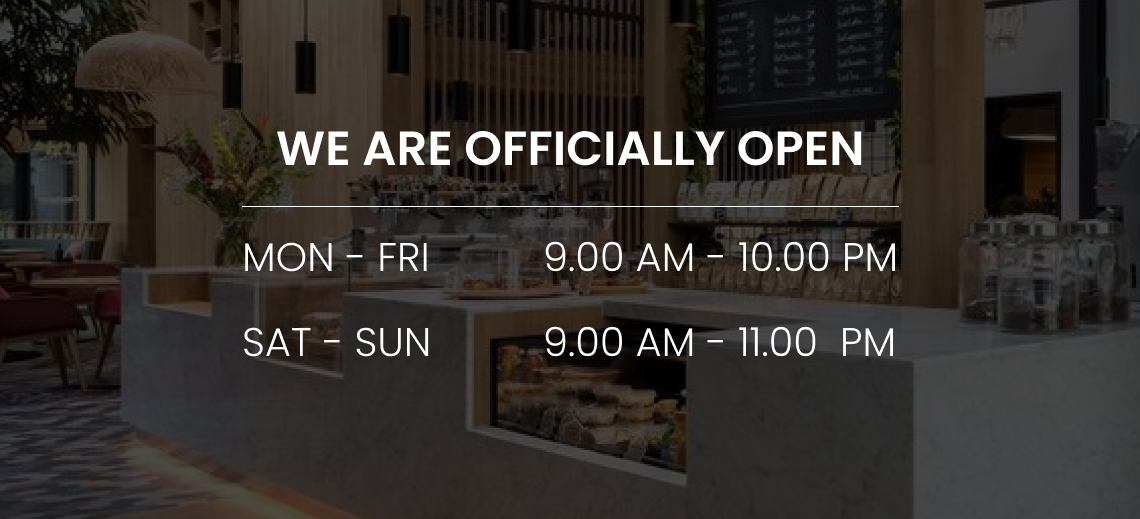 WE ARE OFFICIALLY OPEN
MON - FRI 9.00 AM - 10.00 PM
SAT - SUN 9.00 AM - 11.00 PM